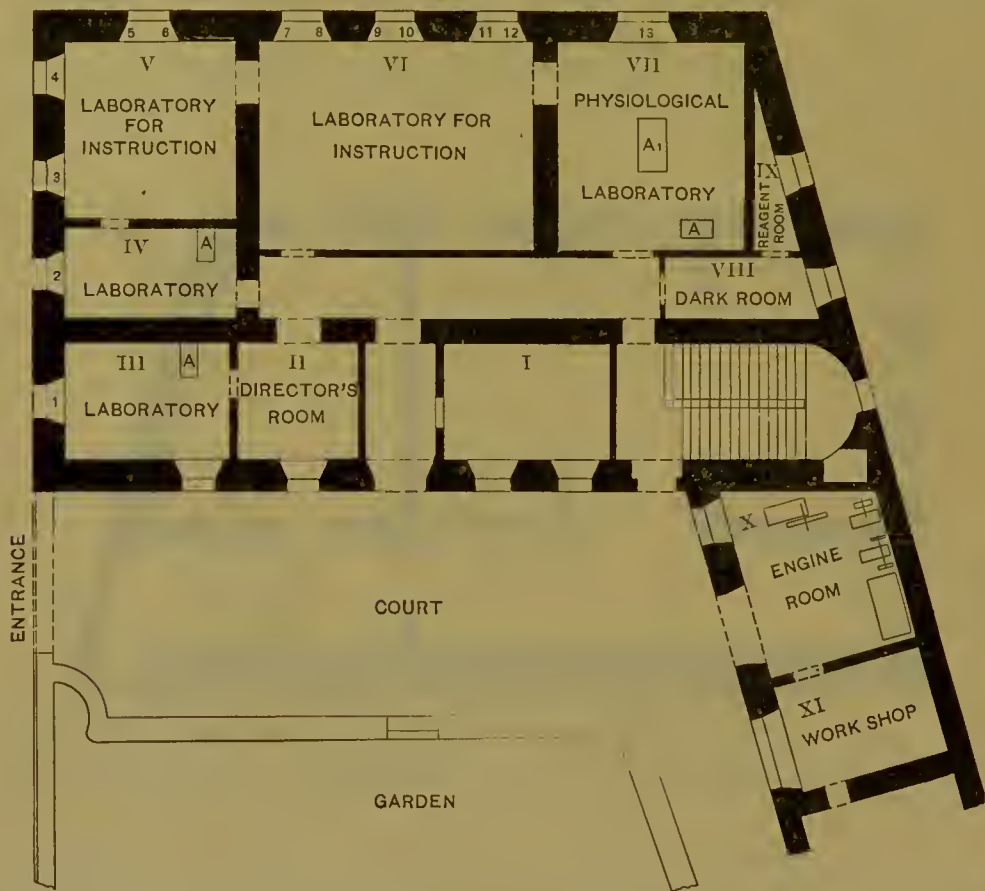 5 6
7 8
9 10
11 12
13
4
V
LABORATORY
FOR
INSTRUCTION
VI
LABORATORY FOR
INSTRUCTION
VII
PHYSIOLOGICAL
A1
LABORATORY
A
3
IX
REAGENT
ROOM
IV
A
LABORATORY
2
VIII
DARK ROOM
III
A
LABORATORY
1
II
DIRECTOR'S
ROOM
I
ENTRANCE
COURT
X
ENGINE
ROOM
XI
WORK SHOP
GARDEN